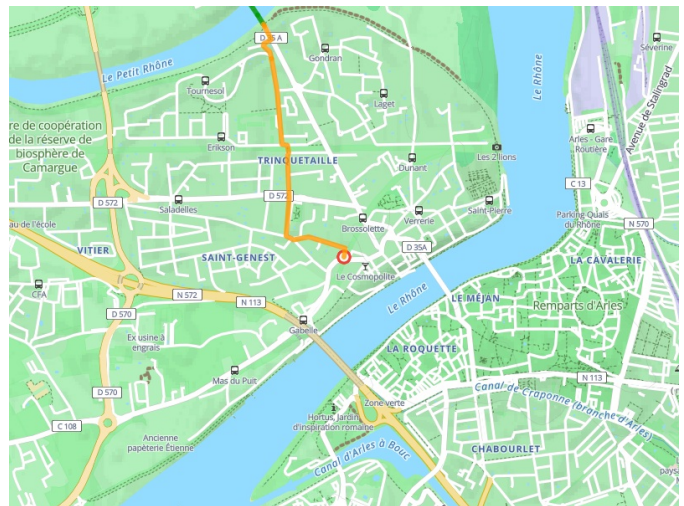 D 35 A
Gondran
Séverine
Le Petit Rhône
Tournesol
Laget
Le Rhône
Avenue de Stalingrad
re de coopération
de la réserve de
biosphère de
Camargue
Erikson
TRINQUETAILLE
Dunant
Les 2 lions
Arles - Gare
Routière
C 13
D 572
D 572
Saladelles
Saint-Pierre
Verrerie
Brossolette
Parking Quais
du Rhône
N 570
au de l'école
VITIER
SAINT-GENEST
D 35A
LA CAVALERIE
Le Cosmopolite
CFA
N 572
N 113
Le Rhône
LE MÉJAN
Remparts d'Arles
D 570
Gabelle
Ex usine à
engrais
LA ROQUETTE
Mas du Puit
N 113
D 570
Zone verte
Canal de Craponne (branche d'Arles)
Hortus, Jardin
d'inspiration romaine
C 108
Ancienne
papèterie Étienne
Canal d'Arles à Bouc
CHABOURLET
pays